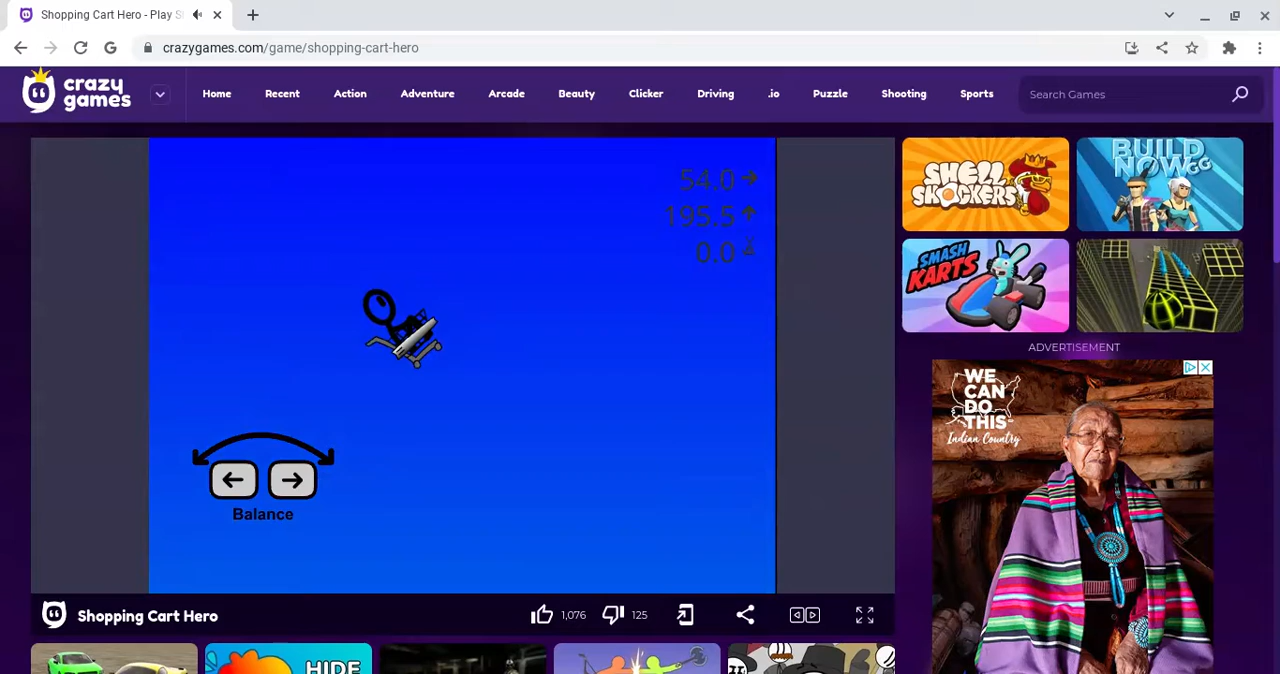 Shopping Cart Hero - Play S
crazygames.com/game/shopping-cart-hero
crazy
games
Home
Recent
Action
Adventure
Arcade
Beauty
Clicker
Driving
.io
Puzzle
Shooting
Sports
Search Games
54.0
195.5
0.0
Balance
SHELL
SHOCKERS
BUILD
NOW GG
SMASH
KARTS
ADVERTISEMENT
WE
CAN
DO
THIS
Indian Country
Shopping Cart Hero
1,076
125
HIDE